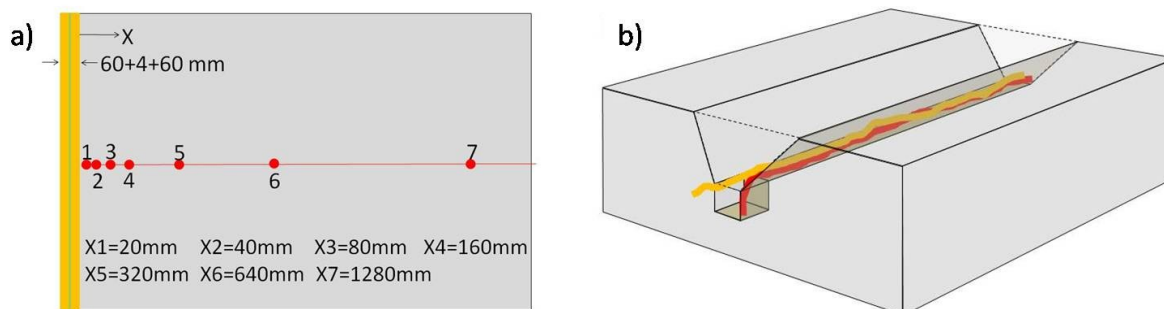 a)
X
60+4+60 mm
1 3 5 7
2 4 6
X1=20mm X2=40mm X3=80mm X4=160mm
X5=320mm X6=640mm X7=1280mm
b)